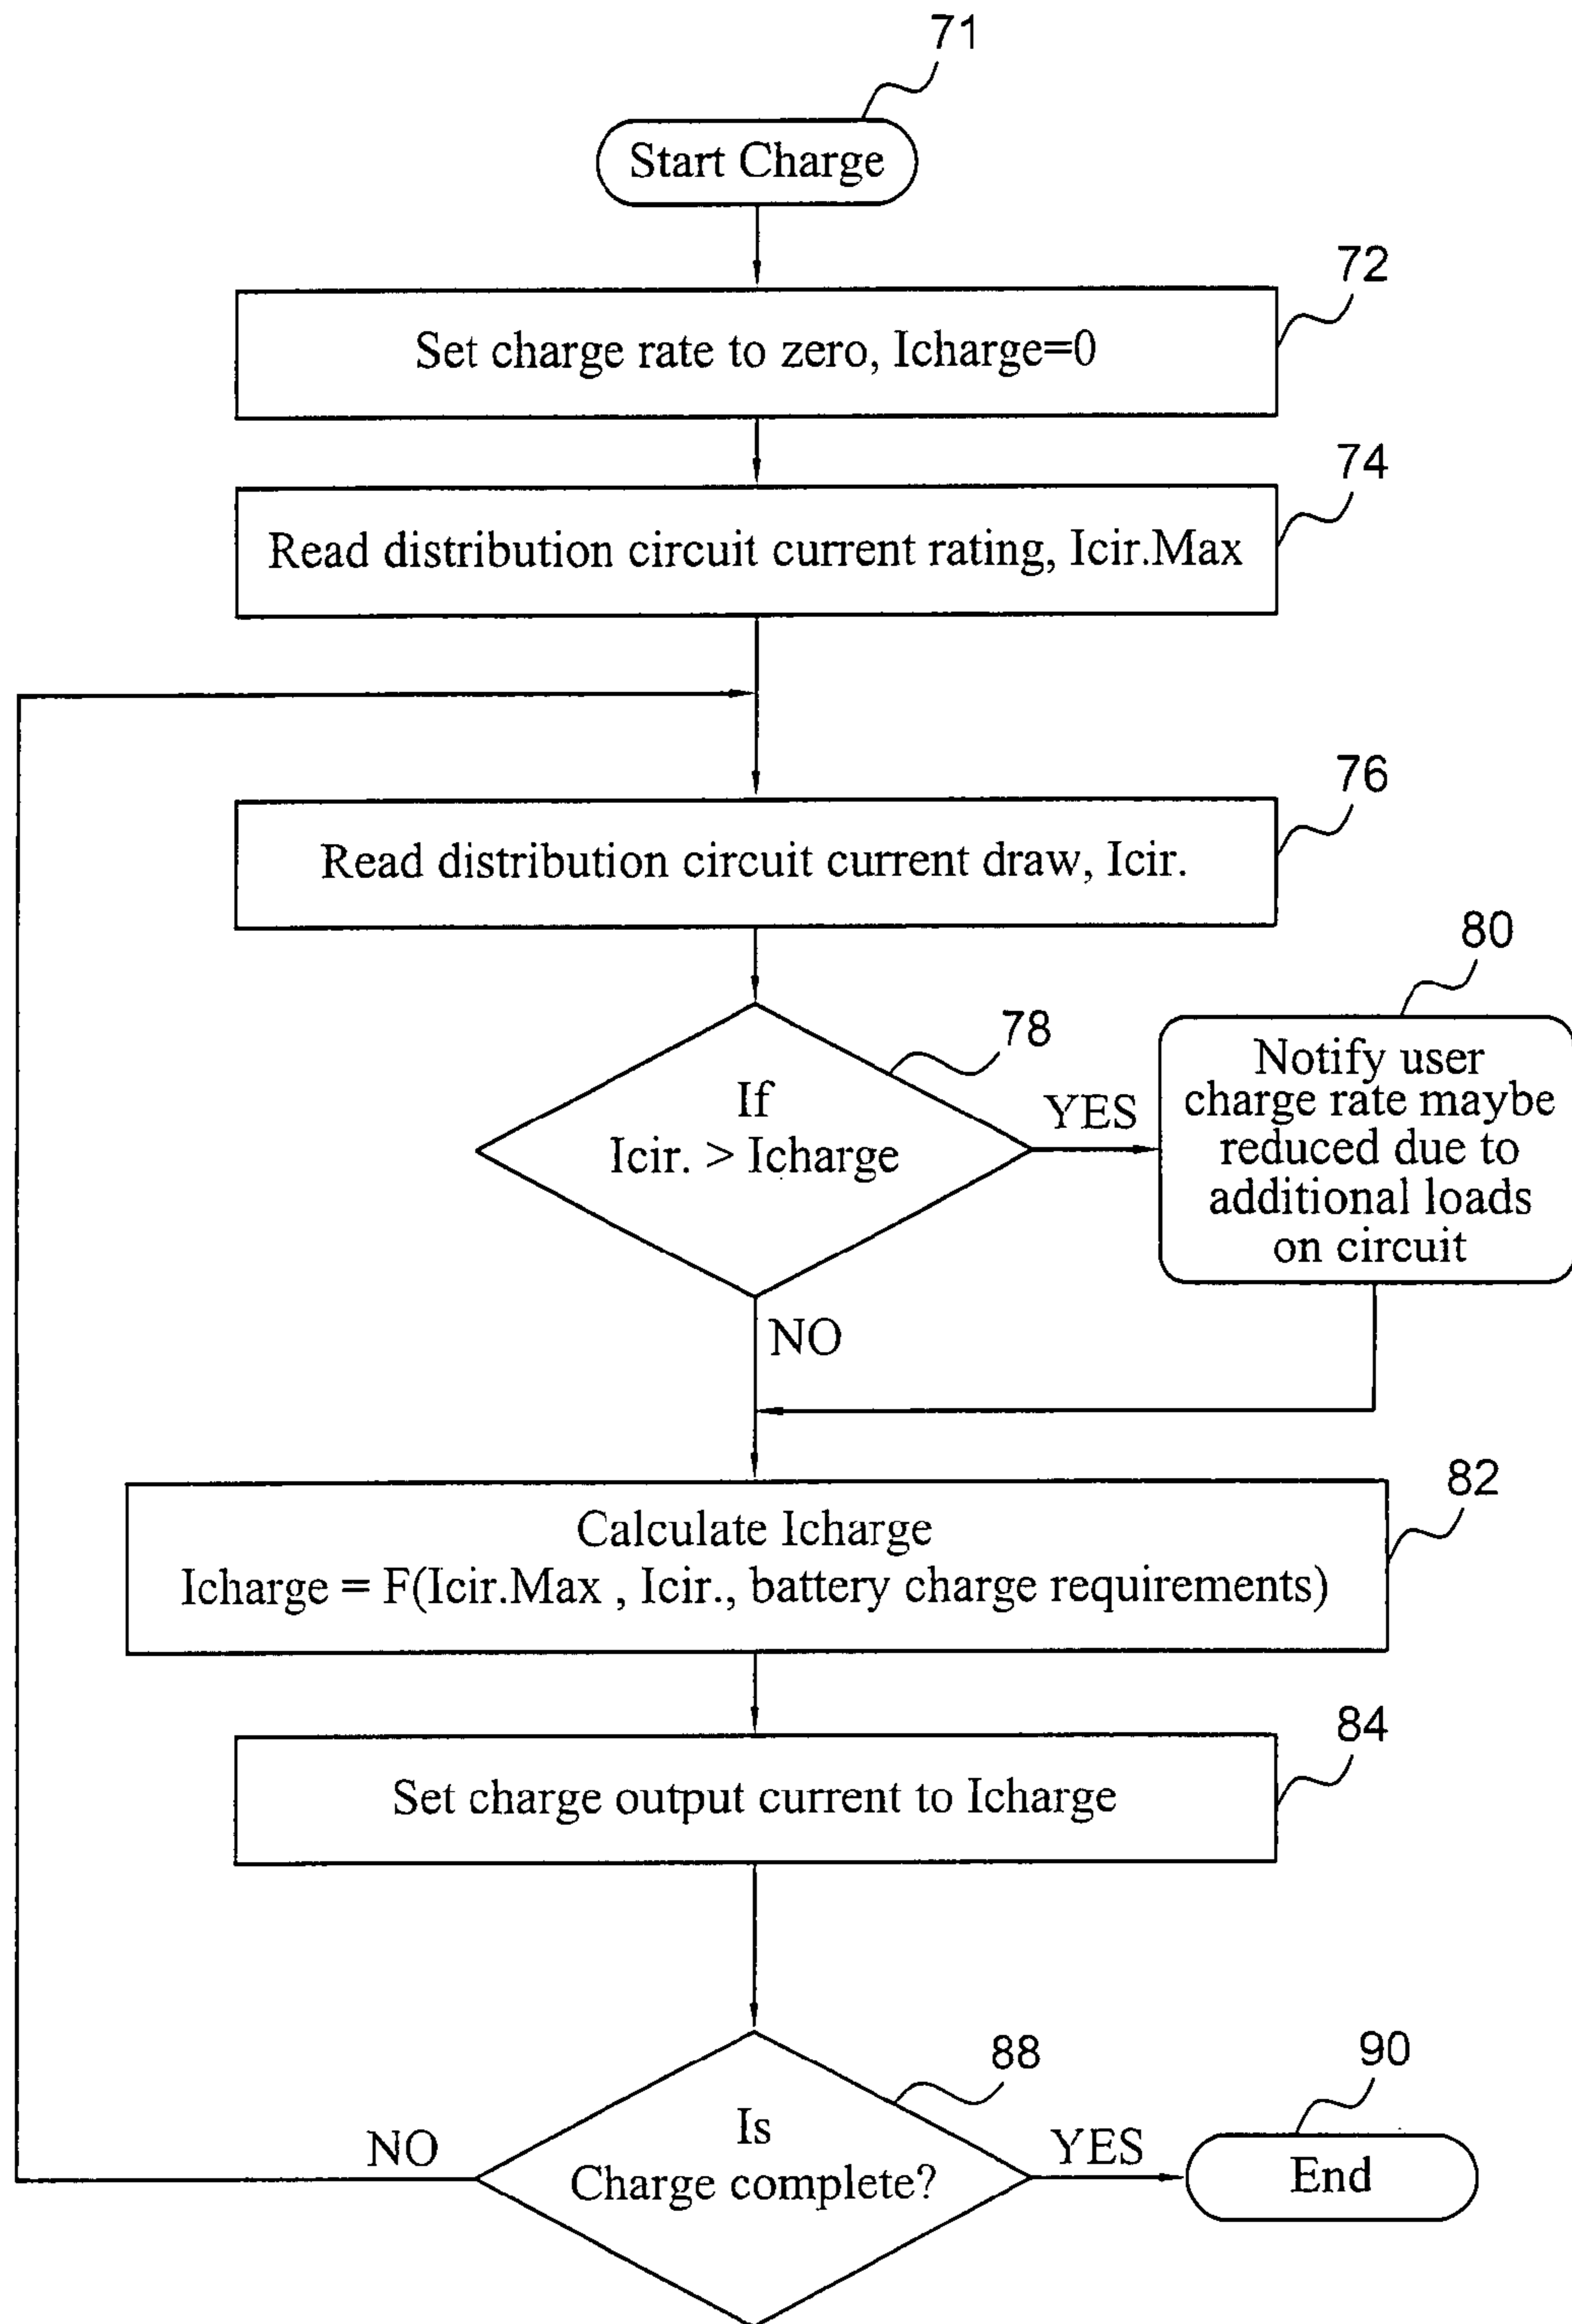 71
Start Charge
72
Set charge rate to zero, Icharge=0
74
Read distribution circuit current rating, Icir.Max
76
Read distribution circuit current draw, Icir.
78
If
Icir. > Icharge
YES
80
Notify user
charge rate maybe
reduced due to
additional loads
on circuit
NO
82
Calculate Icharge
Icharge = F(Icir.Max , Icir., battery charge requirements)
84
Set charge output current to Icharge
88
Is
Charge complete?
NO
YES
90
End